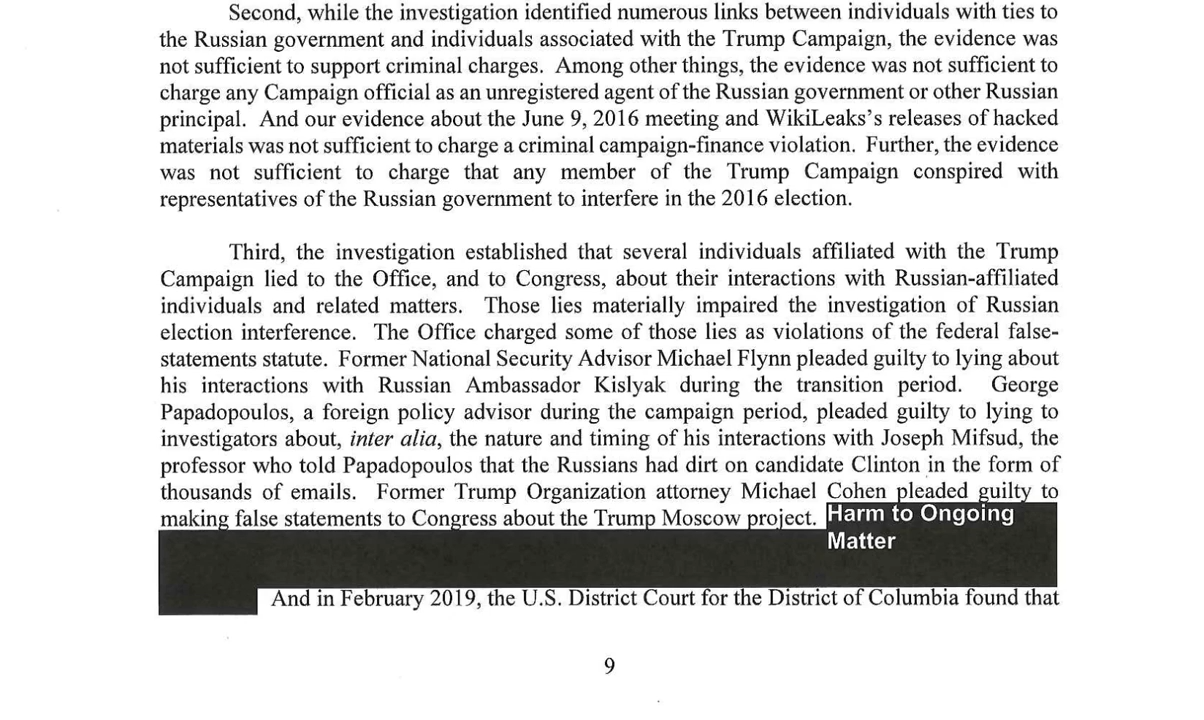 Second, while the investigation identified numerous links between individuals with ties to
the Russian government and individuals associated with the Trump Campaign, the evidence was
not sufficient to support criminal charges. Among other things, the evidence was not sufficient to
charge any Campaign official as an unregistered agent of the Russian government or other Russian
principal. And our evidence about the June 9, 2016 meeting and WikiLeaks’s releases of hacked
materials was not sufficient to charge a criminal campaign-finance violation. Further, the evidence
was not sufficient to charge that any member of the Trump Campaign conspired with
representatives of the Russian government to interfere in the 2016 election.
Third, the investigation established that several individuals affiliated with the Trump
Campaign lied to the Office, and to Congress, about their interactions with Russian-affiliated
individuals and related matters. Those lies materially impaired the investigation of Russian
election interference. The Office charged some of those lies as violations of the federal false-
statements statute. Former National Security Advisor Michael Flynn pleaded guilty to lying about
his interactions with Russian Ambassador Kislyak during the transition period. George
Papadopoulos, a foreign policy advisor during the campaign period, pleaded guilty to lying to
investigators about, inter alia, the nature and timing of his interactions with Joseph Mifsud, the
professor who told Papadopoulos that the Russians had dirt on candidate Clinton in the form of
thousands of emails. Former Trump Organization attorney Michael Cohen pleaded guilty to
making false statements to Congress about the Trump Moscow project. Harm to Ongoing
Matter
And in February 2019, the U.S. District Court for the District of Columbia found that
9